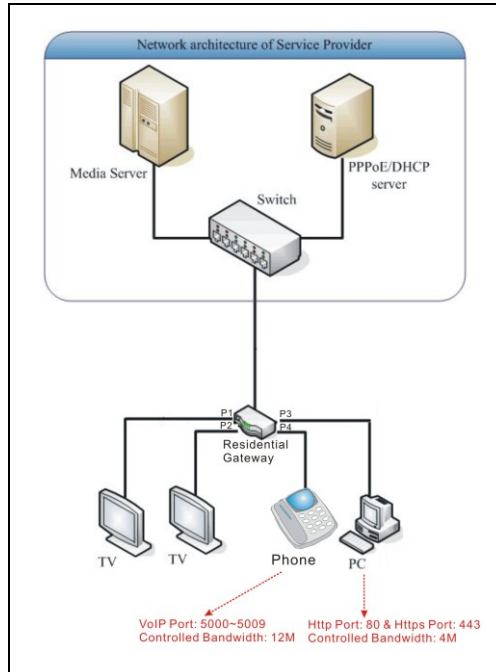 Network architecture of Service Provider
Media Server
PPPoE/DHCP
server
Switch
P1
P3
P2
P4
Residential
Gateway
TV
TV
Phone
PC
VoIP Port: 5000~5009
Controlled Bandwidth: 12M
Http Port: 80 & Https Port: 443
Controlled Bandwidth: 4M